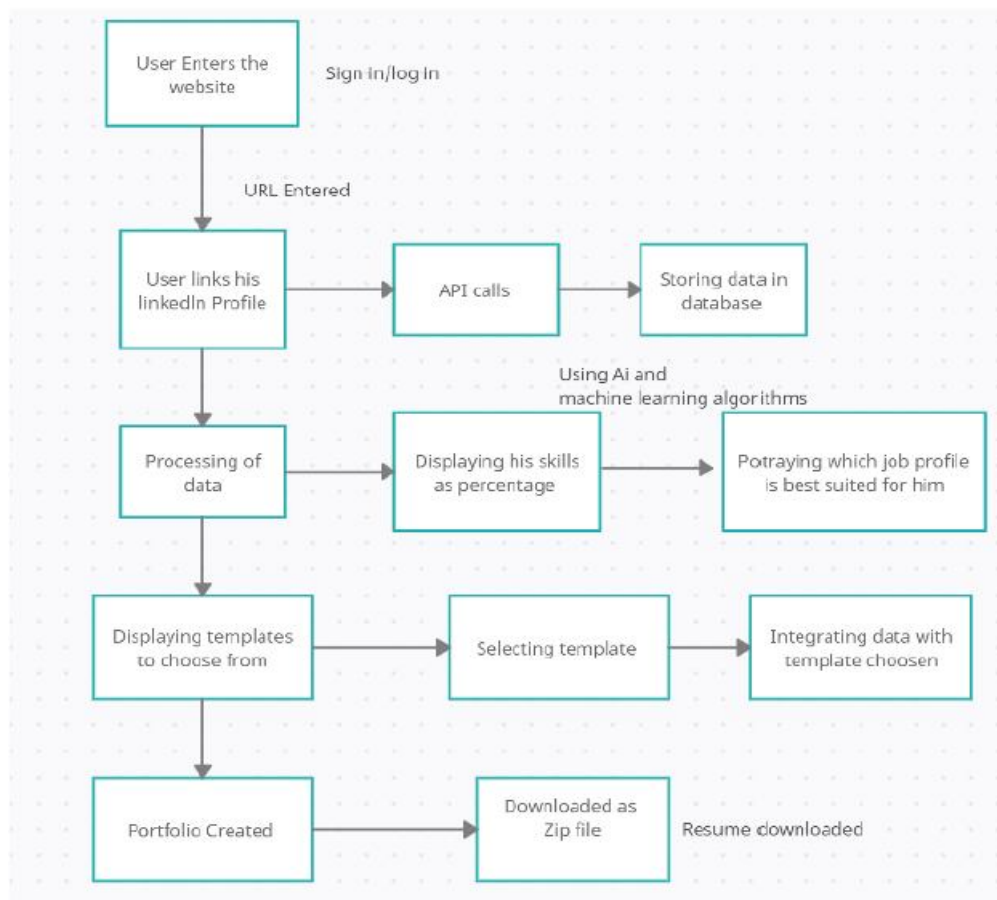 User Enters the
website
Sign in/log in
URL Entered
User links his
linkedIn Profile
API calls
Storing data in
database
Using Ai and
machine learning algorithms
Processing of
data
Displaying his skills
as percentage
Potraying which job profile
is best suited for him
Displaying templates
to choose from
Selecting template
Integrating data with
template choosen
Portfolio Created
Downloaded as
Zip file
Resume downloaded